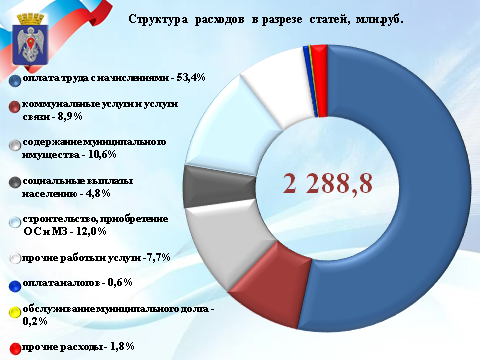 Структура расходов в разрезе статей, млн.руб.
оплата труда с начислениями - 53,4%
коммунальные услуги и услуги
связи - 8,9%
содержание муниципального
имущества - 10,6%
социальные выплаты
населению - 4,8%
строительство, приобретение
ОС и МЗ - 12,0%
прочие работы и услуги -7,7%
оплата налогов - 0,6%
обслуживание муниципального долга -
0,2%
прочие расходы - 1,8%
2 288,8